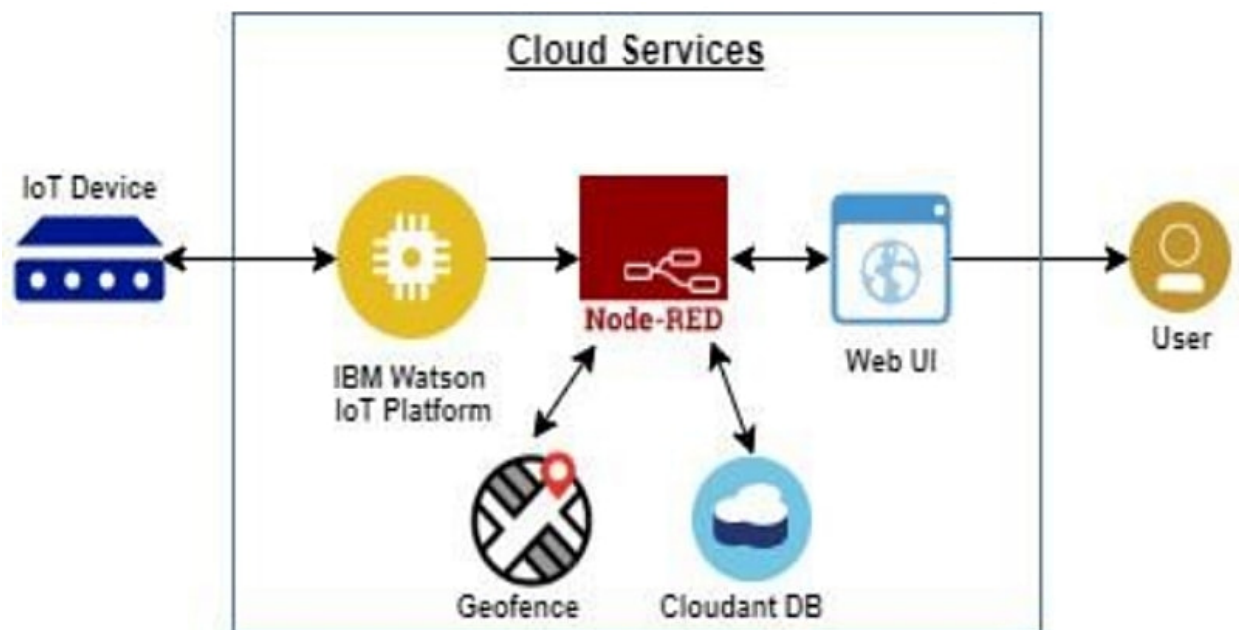 Cloud Services
IoT Device
Node-RED
IBM Watson
IoT Platform
Web UI
User
Geofence
Cloudant DB